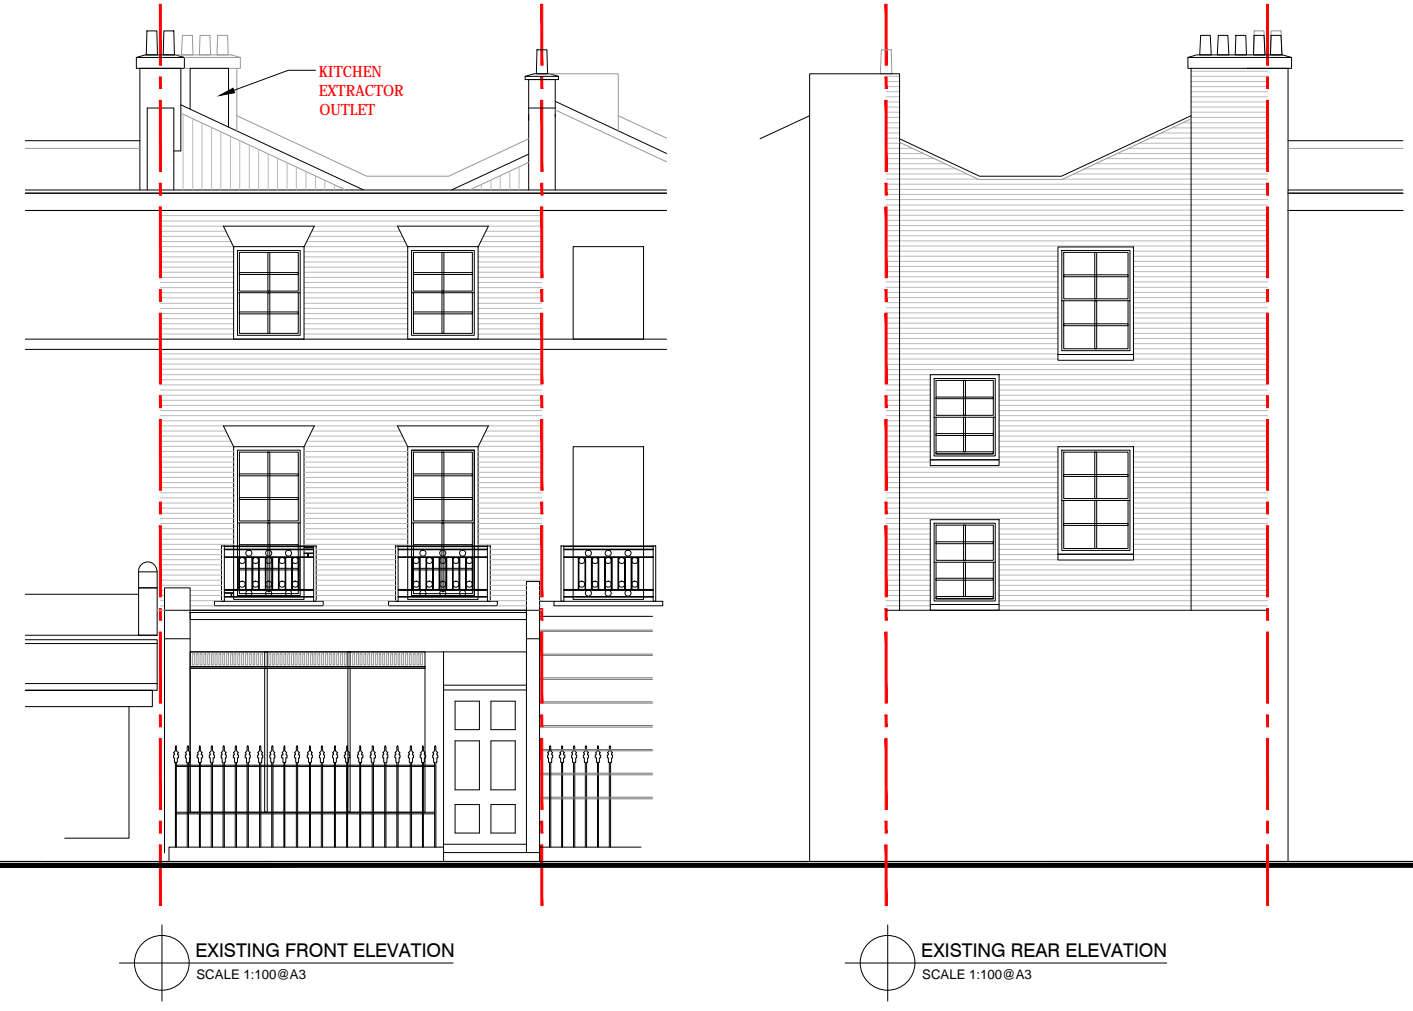 KITCHEN
EXTRACTOR
OUTLET
EXISTING FRONT ELEVATION
SCALE 1:100@A3
EXISTING REAR ELEVATION
SCALE 1:100@A3